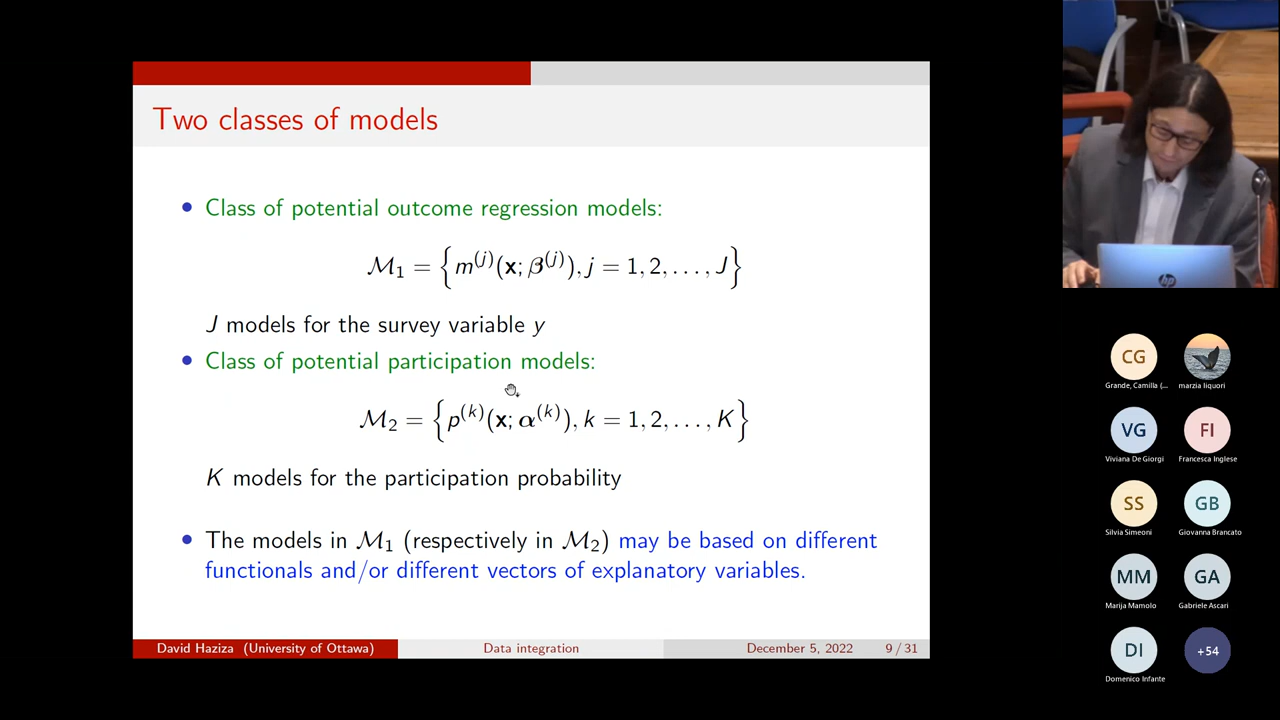 Two classes of models
• Class of potential outcome regression models:
ℳ₁ = { m⁽ʲ⁾(𝐱; 𝜷⁽ʲ⁾), j = 1, 2, . . . , J }
J models for the survey variable y
• Class of potential participation models:
ℳ₂ = { p⁽ᵏ⁾(𝐱; 𝜶⁽ᵏ⁾), k = 1, 2, . . . , K }
K models for the participation probability
• The models in ℳ₁ (respectively in ℳ₂) may be based on different
functionals and/or different vectors of explanatory variables.
David Haziza (University of Ottawa) Data integration December 5, 2022 9 / 31
hp
CG
Grande, Camilla (...
marzia liquori
VG FI
Viviana De Giorgi Francesca Inglese
SS GB
Silvia Simeoni Giovanna Brancato
MM GA
Marija Mamolo Gabriele Ascari
DI +54
Domenico Infante